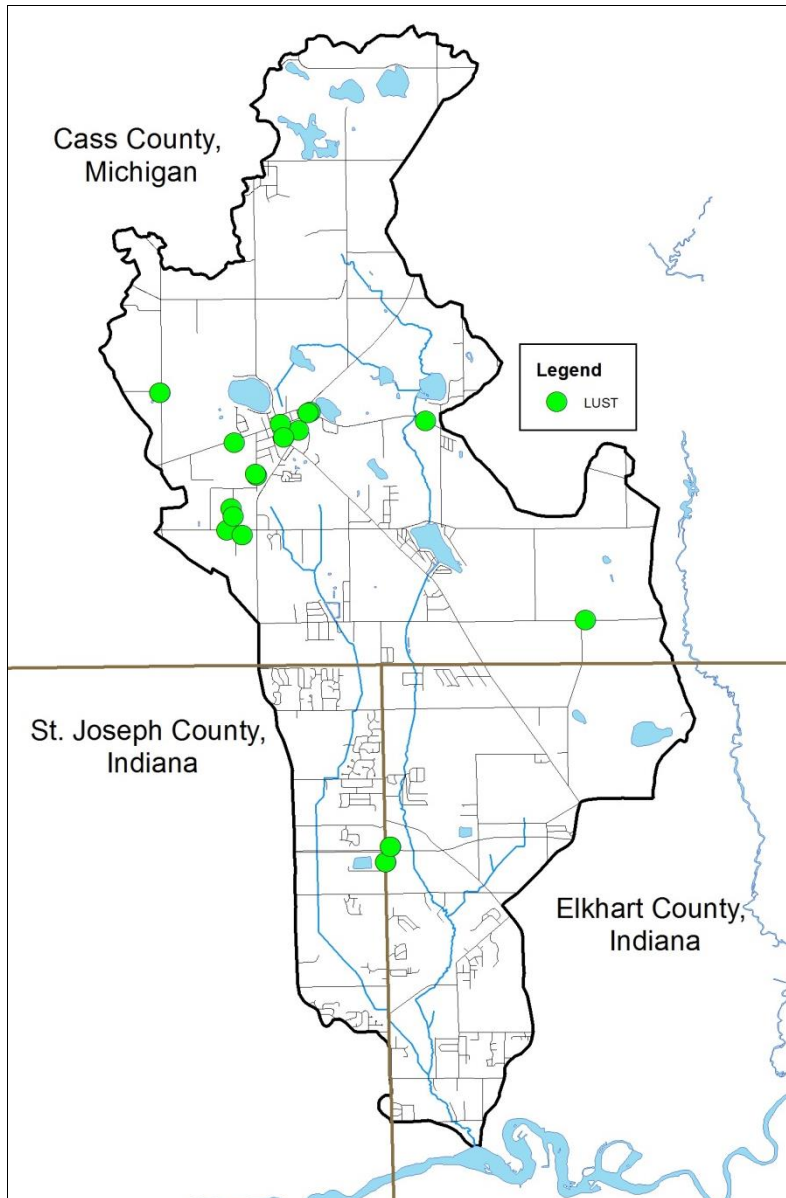 Cass County,
Michigan
Legend
LUST
St. Joseph County,
Indiana
Elkhart County,
Indiana